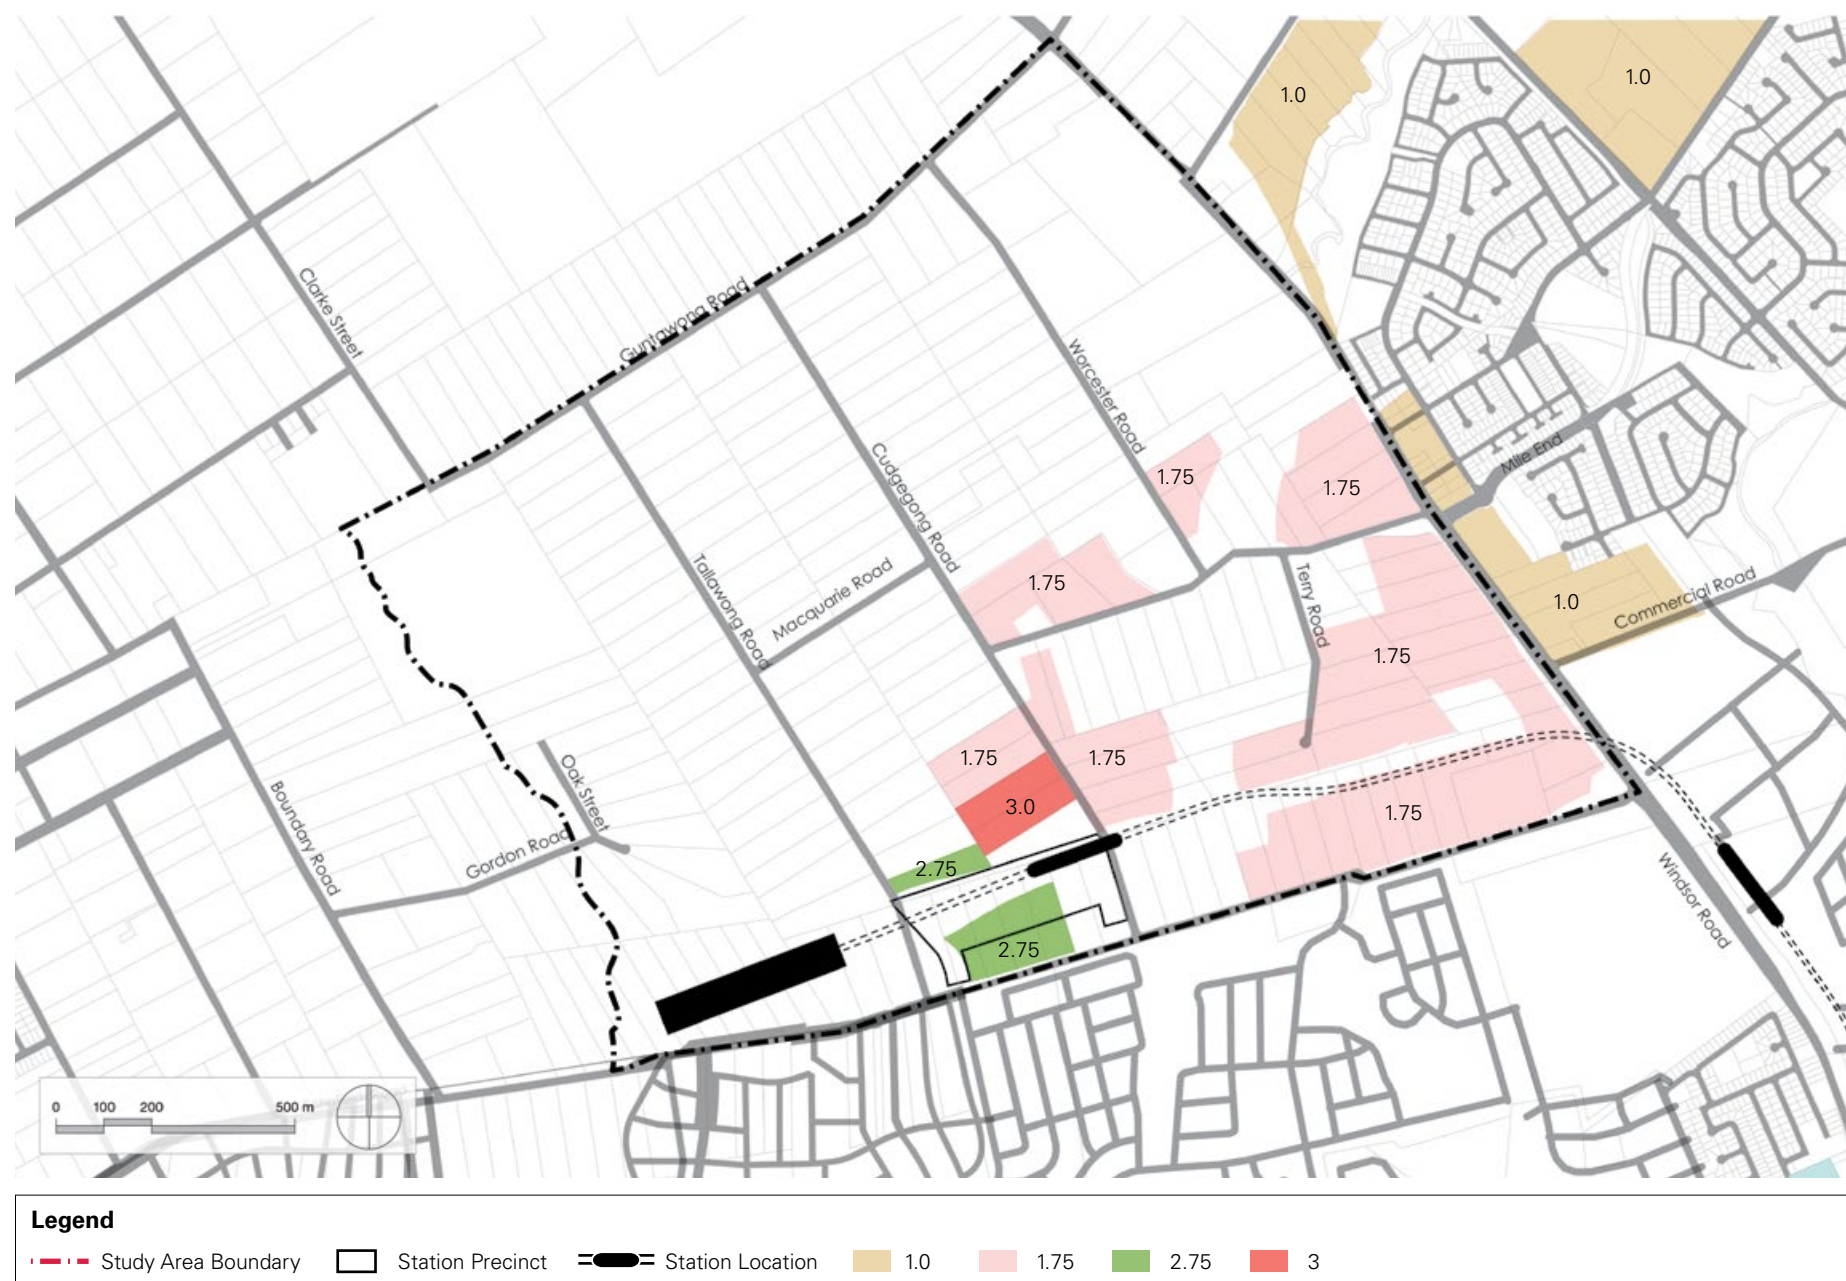 1.0
1.0
Clarke Street
Guntawong Road
Worcester Road
Cudgegong Road
Mile End
1.75
1.75
1.75
Tallawong Road
Macquarie Road
Terry Road
1.0
Commercial Road
1.75
1.75
1.75
Oak Street
Boundary Road
3.0
1.75
Gordon Road
2.75
Windsor Road
2.75
0 100 200 500 m
Legend
Study Area Boundary Station Precinct Station Location 1.0 1.75 2.75 3